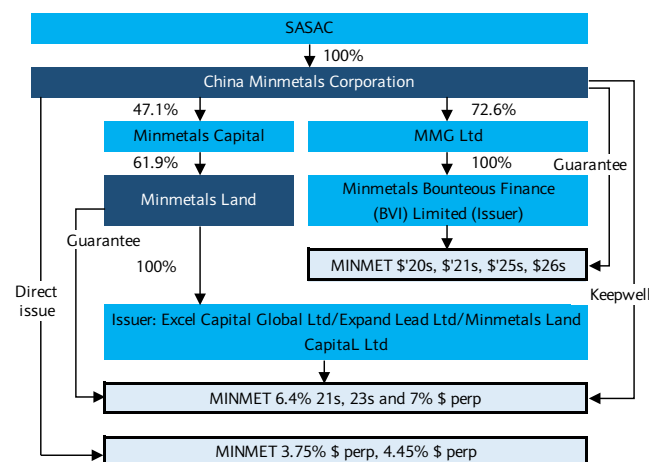 SASAC
100%
China Minmetals Corporation
47.1%
72.6%
Minmetals Capital
MMG Ltd
61.9%
100%
Guarantee
Minmetals Land
Minmetals Bounteous Finance
(BVI) Limited (Issuer)
Guarantee
100%
MINMET $'20s, $'21s, $'25s, $26s
Direct
issue
Keepwell
Issuer: Excel Capital Global Ltd/Expand Lead Ltd/Minmetals Land
CapitaL Ltd
MINMET 6.4% 21s, 23s and 7% $ perp
MINMET 3.75% $ perp, 4.45% $ perp